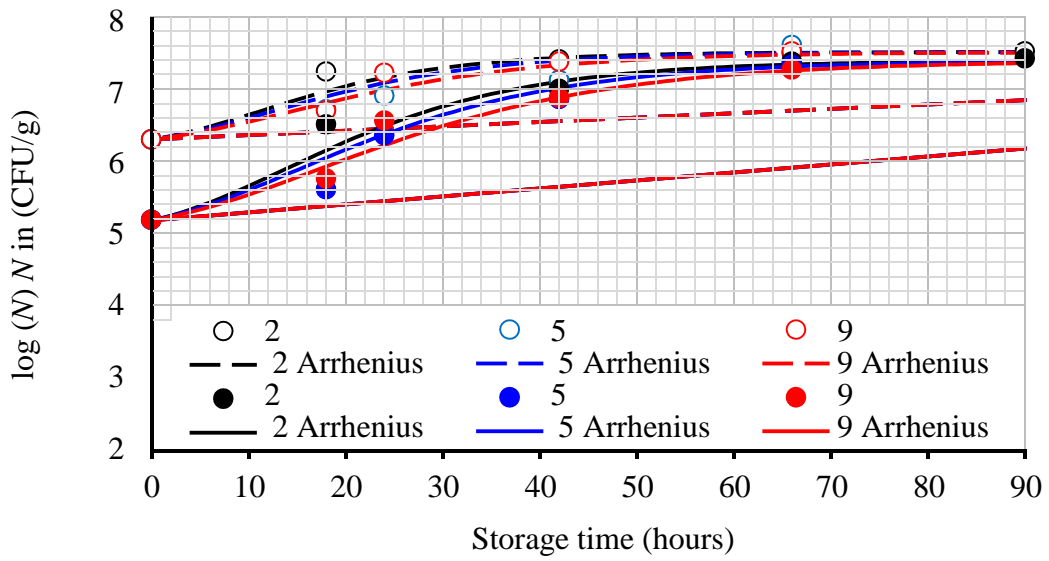 log (N) N in (CFU/g)
8
7
6
5
4
3
2
2 5 9
2 Arrhenius 5 Arrhenius 9 Arrhenius
2 5 9
2 Arrhenius 5 Arrhenius 9 Arrhenius
0 10 20 30 40 50 60 70 80 90
Storage time (hours)